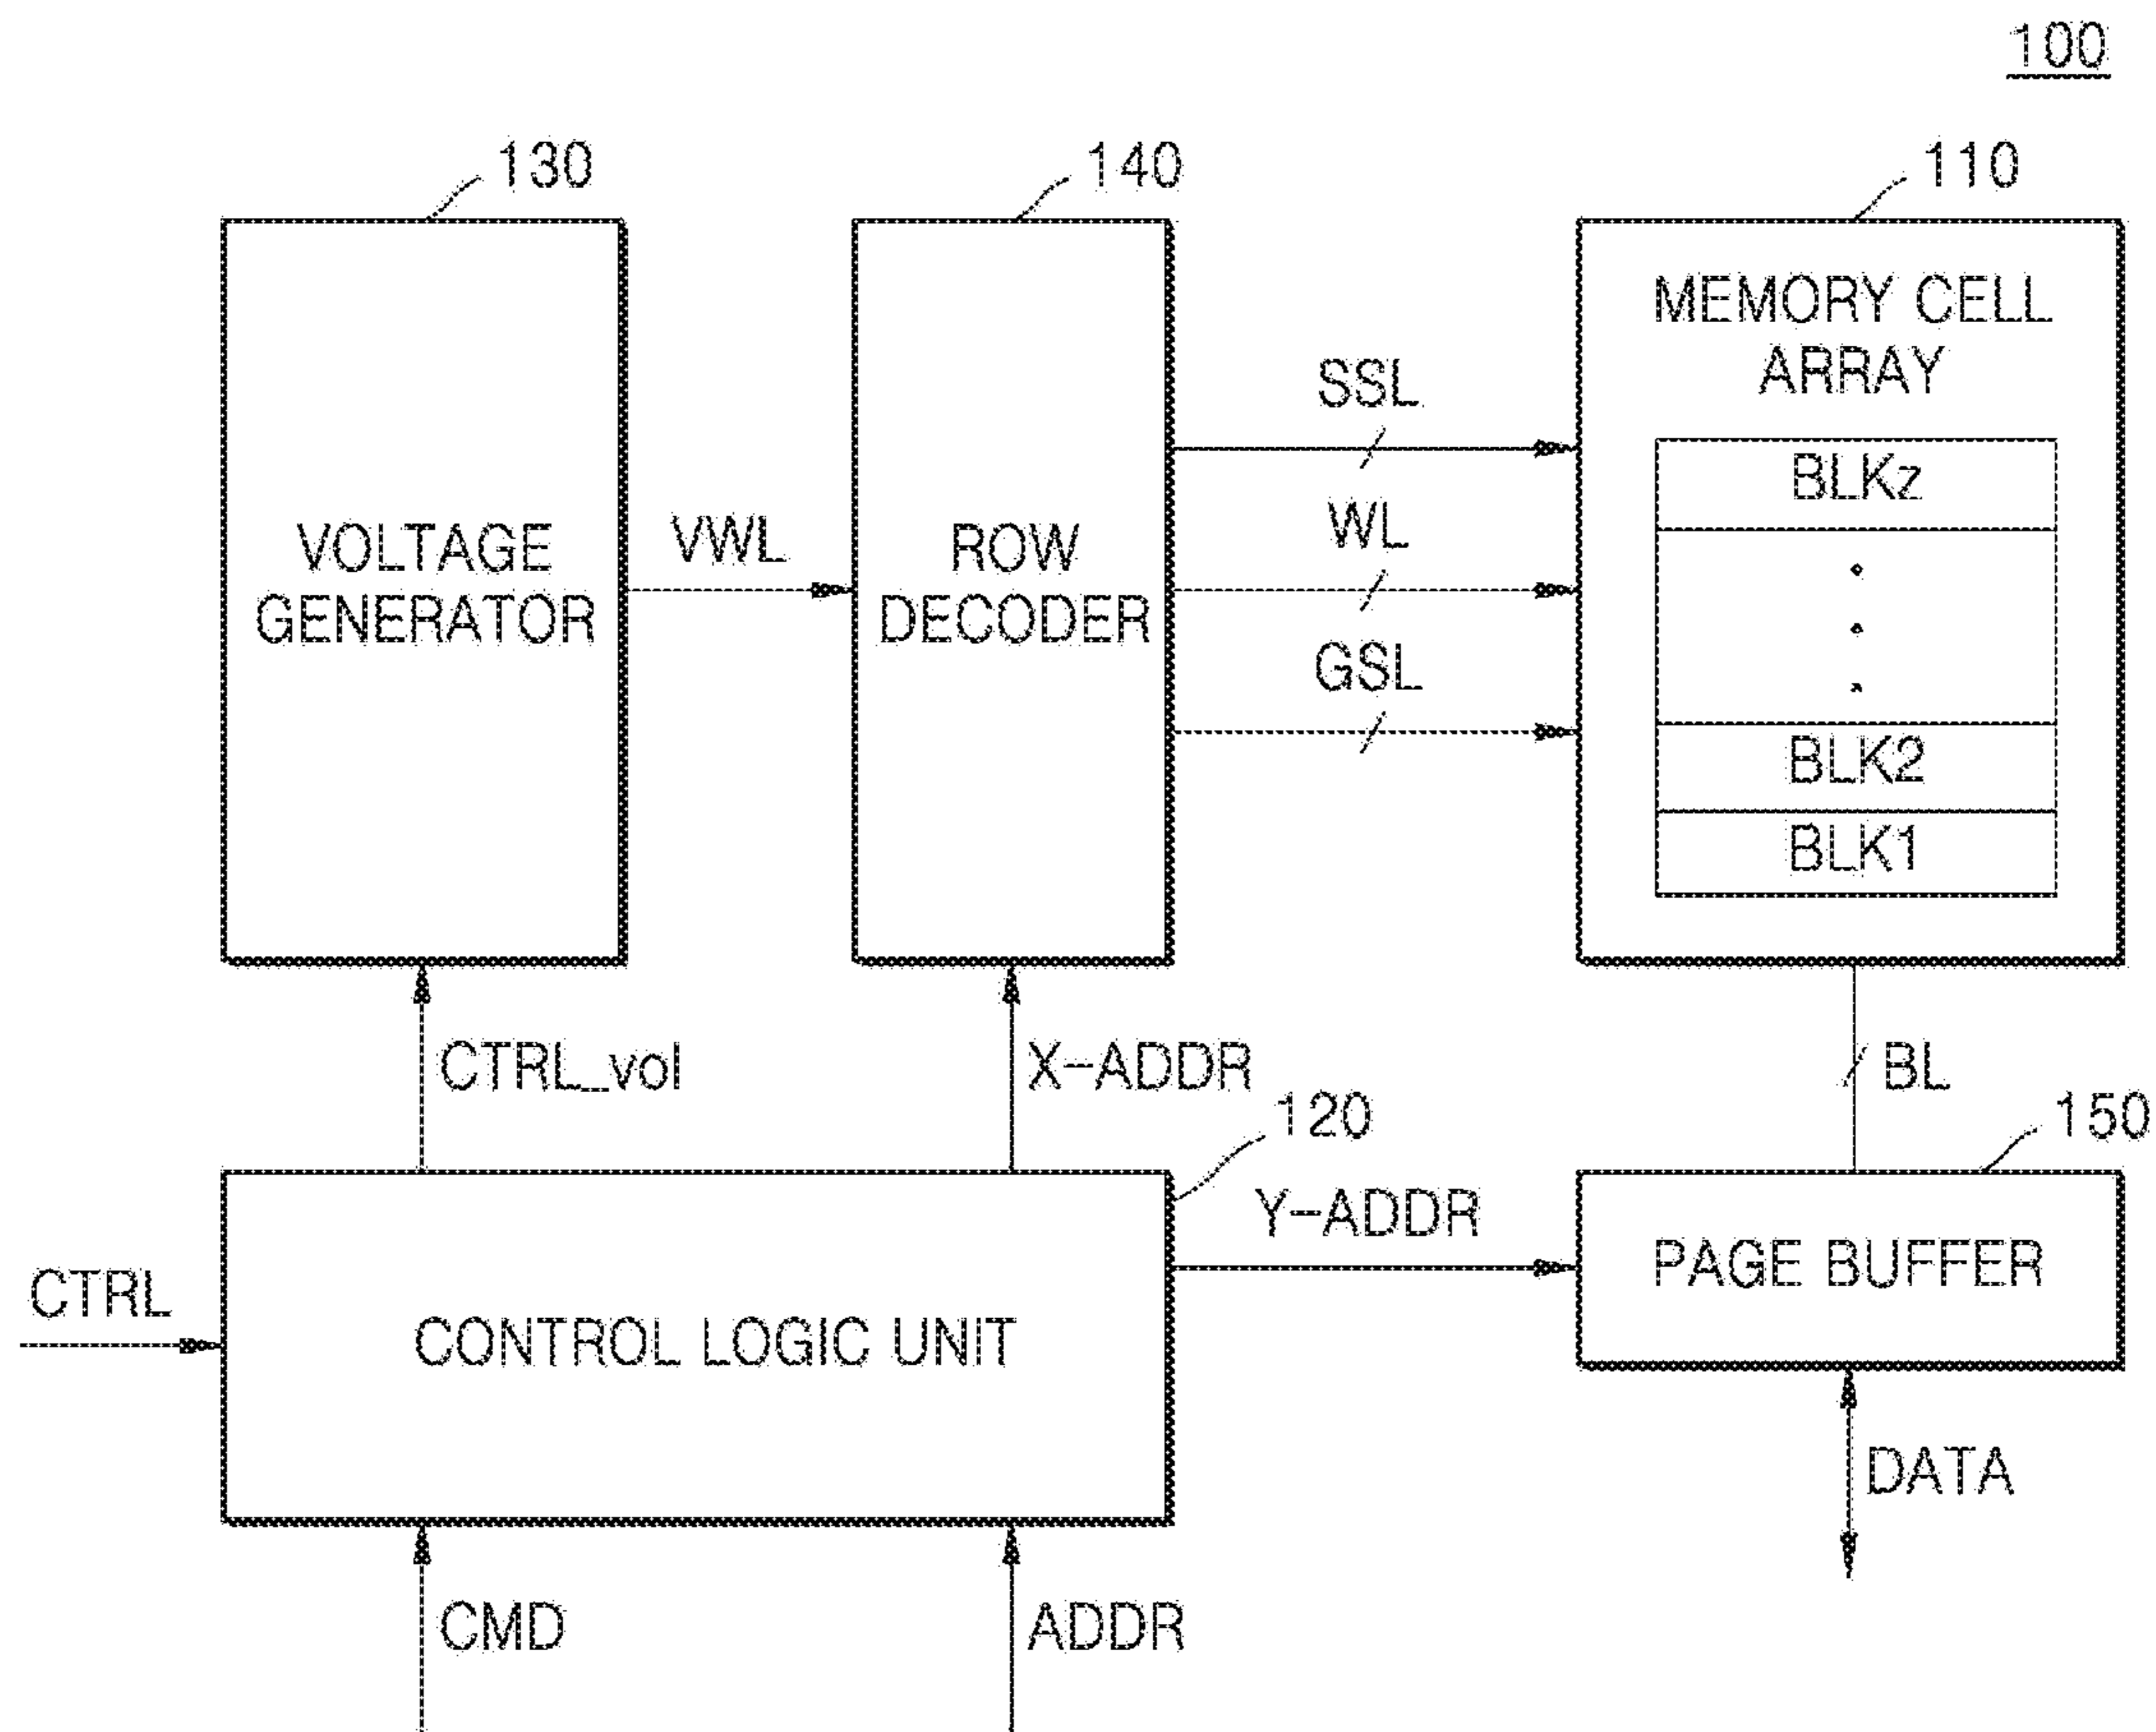 100
130
140
110
MEMORY CELL
ARRAY
SSL
BLKz
VOLTAGE
GENERATOR
VWL
ROW
DECODER
WL
GSL
BLK2
BLK1
CTRL_vol
X-ADDR
BL
120
150
Y-ADDR
CTRL
CONTROL LOGIC UNIT
PAGE BUFFER
DATA
CMD
ADDR